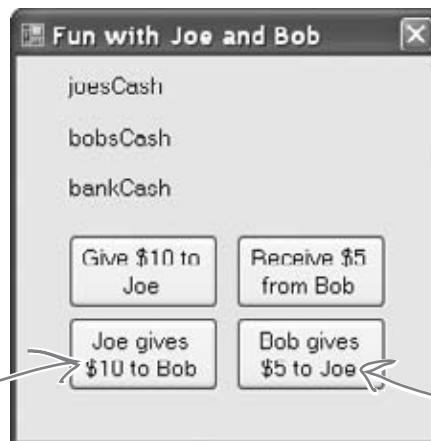 Fun with Joe and Bob
joesCash
bobsCash
bankCash
Give $10 to
Joe
Receive $5
from Bob
Joe gives
$10 to Bob
Bob gives
$5 to Joe